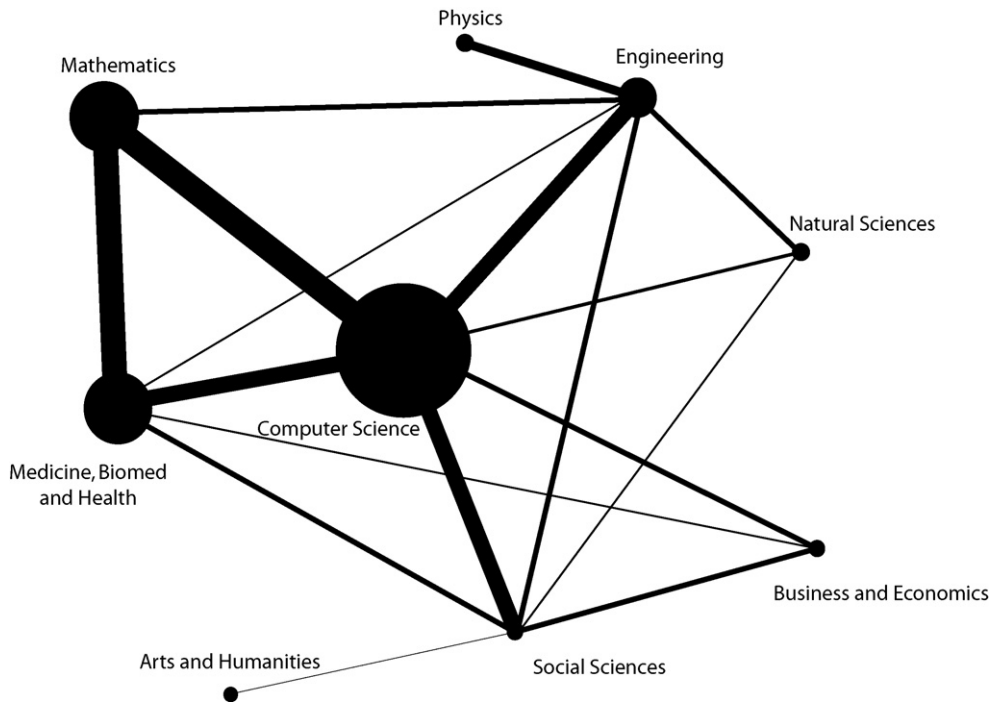 Physics
Engineering
Mathematics
Natural Sciences
Computer Science
Medicine, Biomed
and Health
Business and Economics
Arts and Humanities
Social Sciences